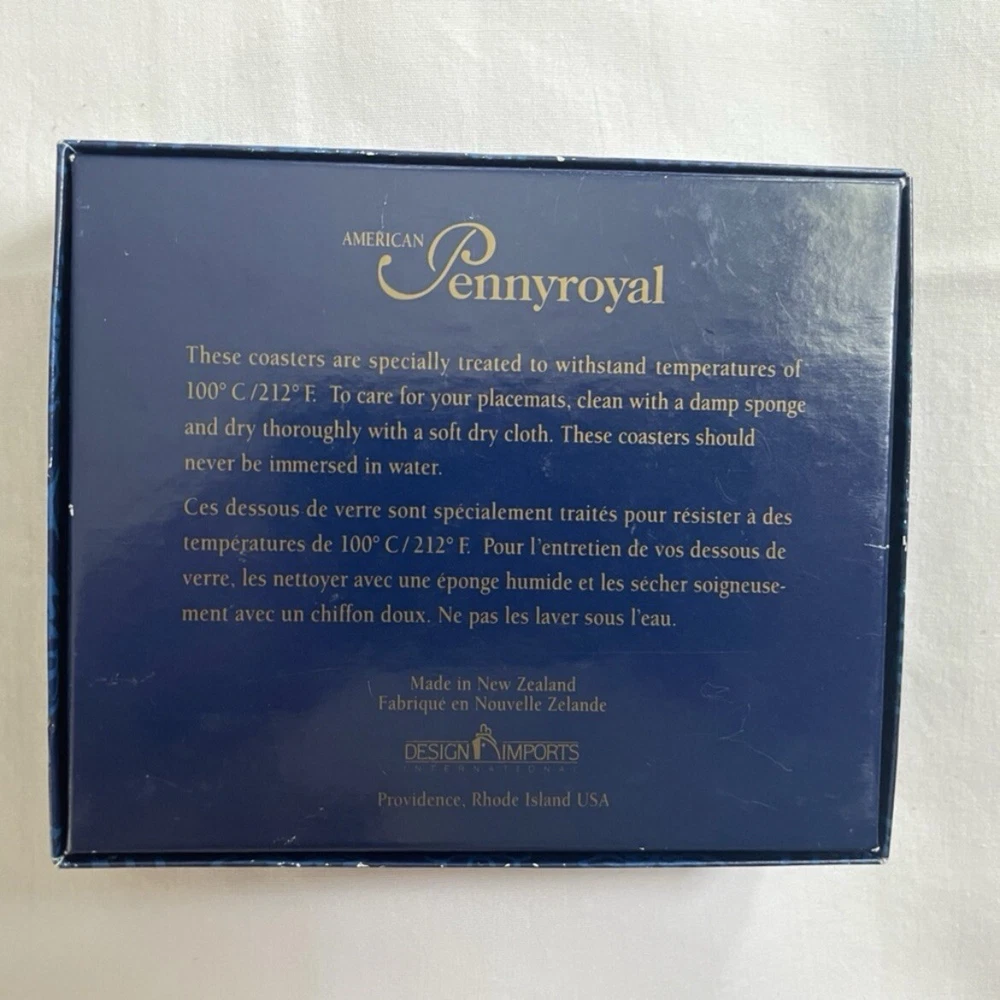 AMERICAN Pennyroyal
These coasters are specially treated to withstand temperatures of
100° C /212° F. To care for your placemats, clean with a damp sponge
and dry thoroughly with a soft dry cloth. These coasters should
never be immersed in water.
Ces dessous de verre sont spécialement traités pour résister à des
températures de 100° C / 212° F. Pour l'entretien de vos dessous de
verre, les nettoyer avec une éponge humide et les sécher soigneuse-
ment avec un chiffon doux. Ne pas les laver sous l'eau.
Made in New Zealand
Fabrique en Nouvelle Zelande
DESIGN IMPORTS
INTERNATIONAL
Providence, Rhode Island USA